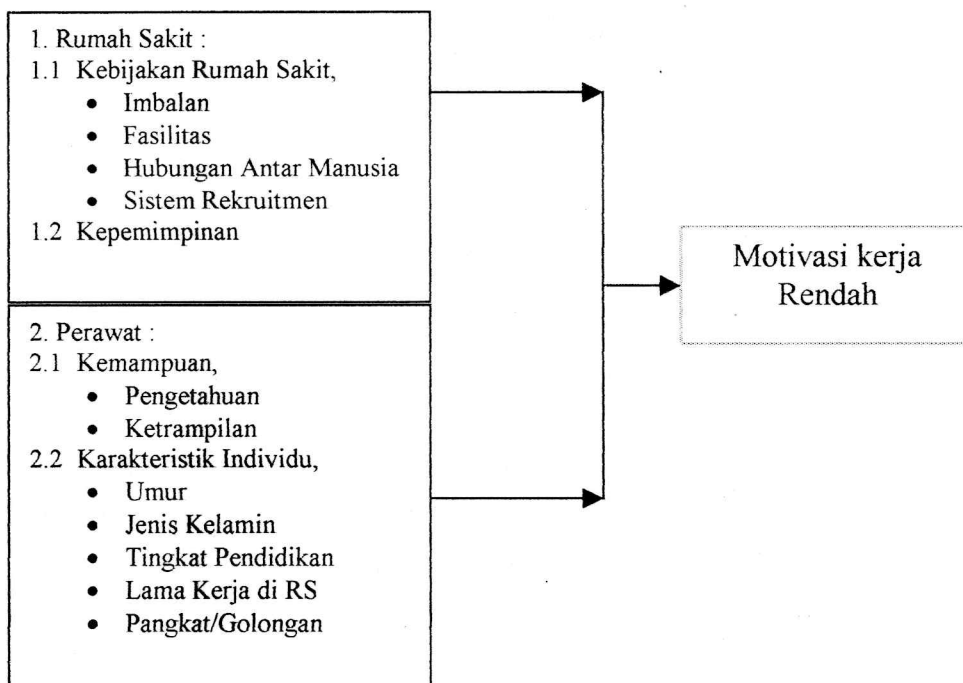 1. Rumah Sakit :
1.1 Kebijakan Rumah Sakit,
• Imbalan
• Fasilitas
• Hubungan Antar Manusia
• Sistem Rekruitmen
1.2 Kepemimpinan
2. Perawat :
2.1 Kemampuan,
• Pengetahuan
• Ketrampilan
2.2 Karakteristik Individu,
• Umur
• Jenis Kelamin
• Tingkat Pendidikan
• Lama Kerja di RS
• Pangkat/Golongan
Motivasi kerja
Rendah